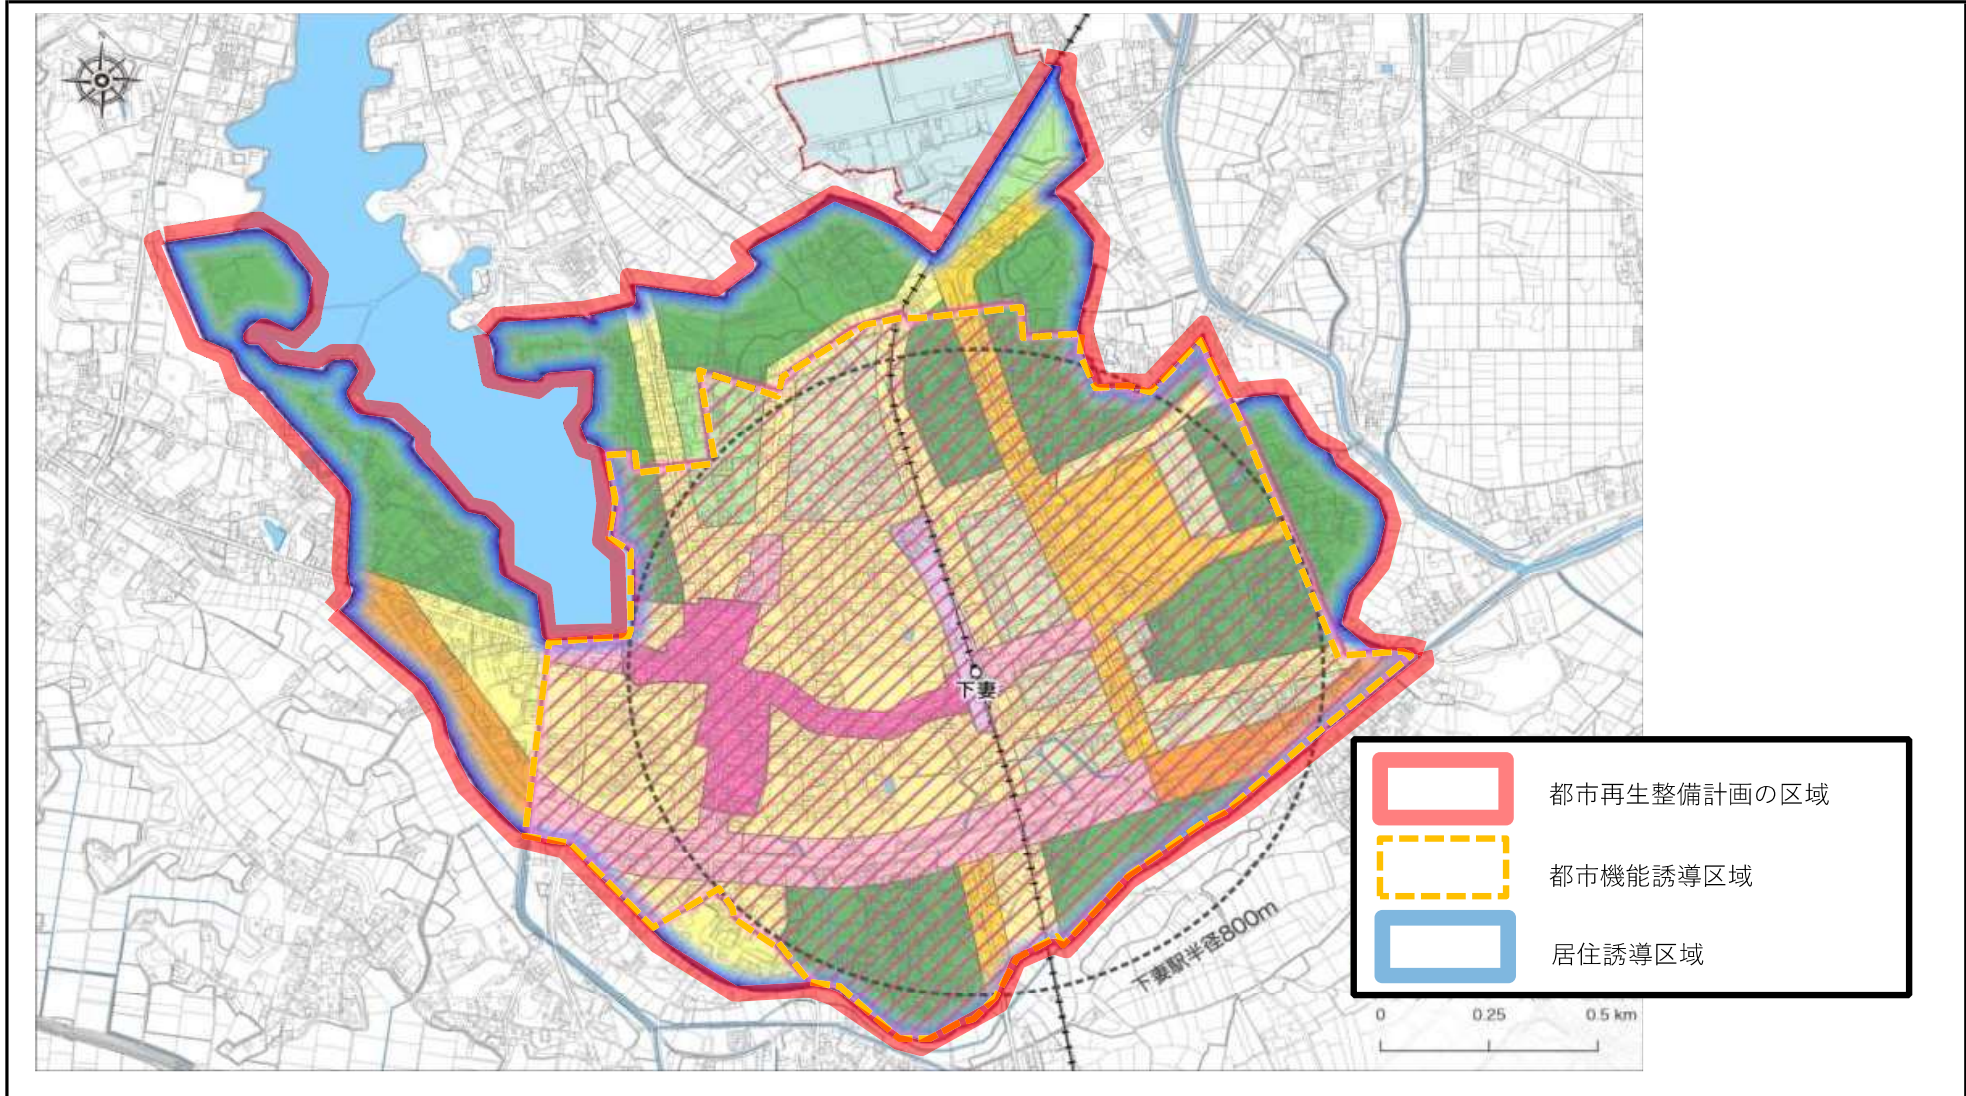 下妻
下妻駅半径800m
都市再生整備計画の区域
都市機能誘導区域
居住誘導区域
0 0.25 0.5 km